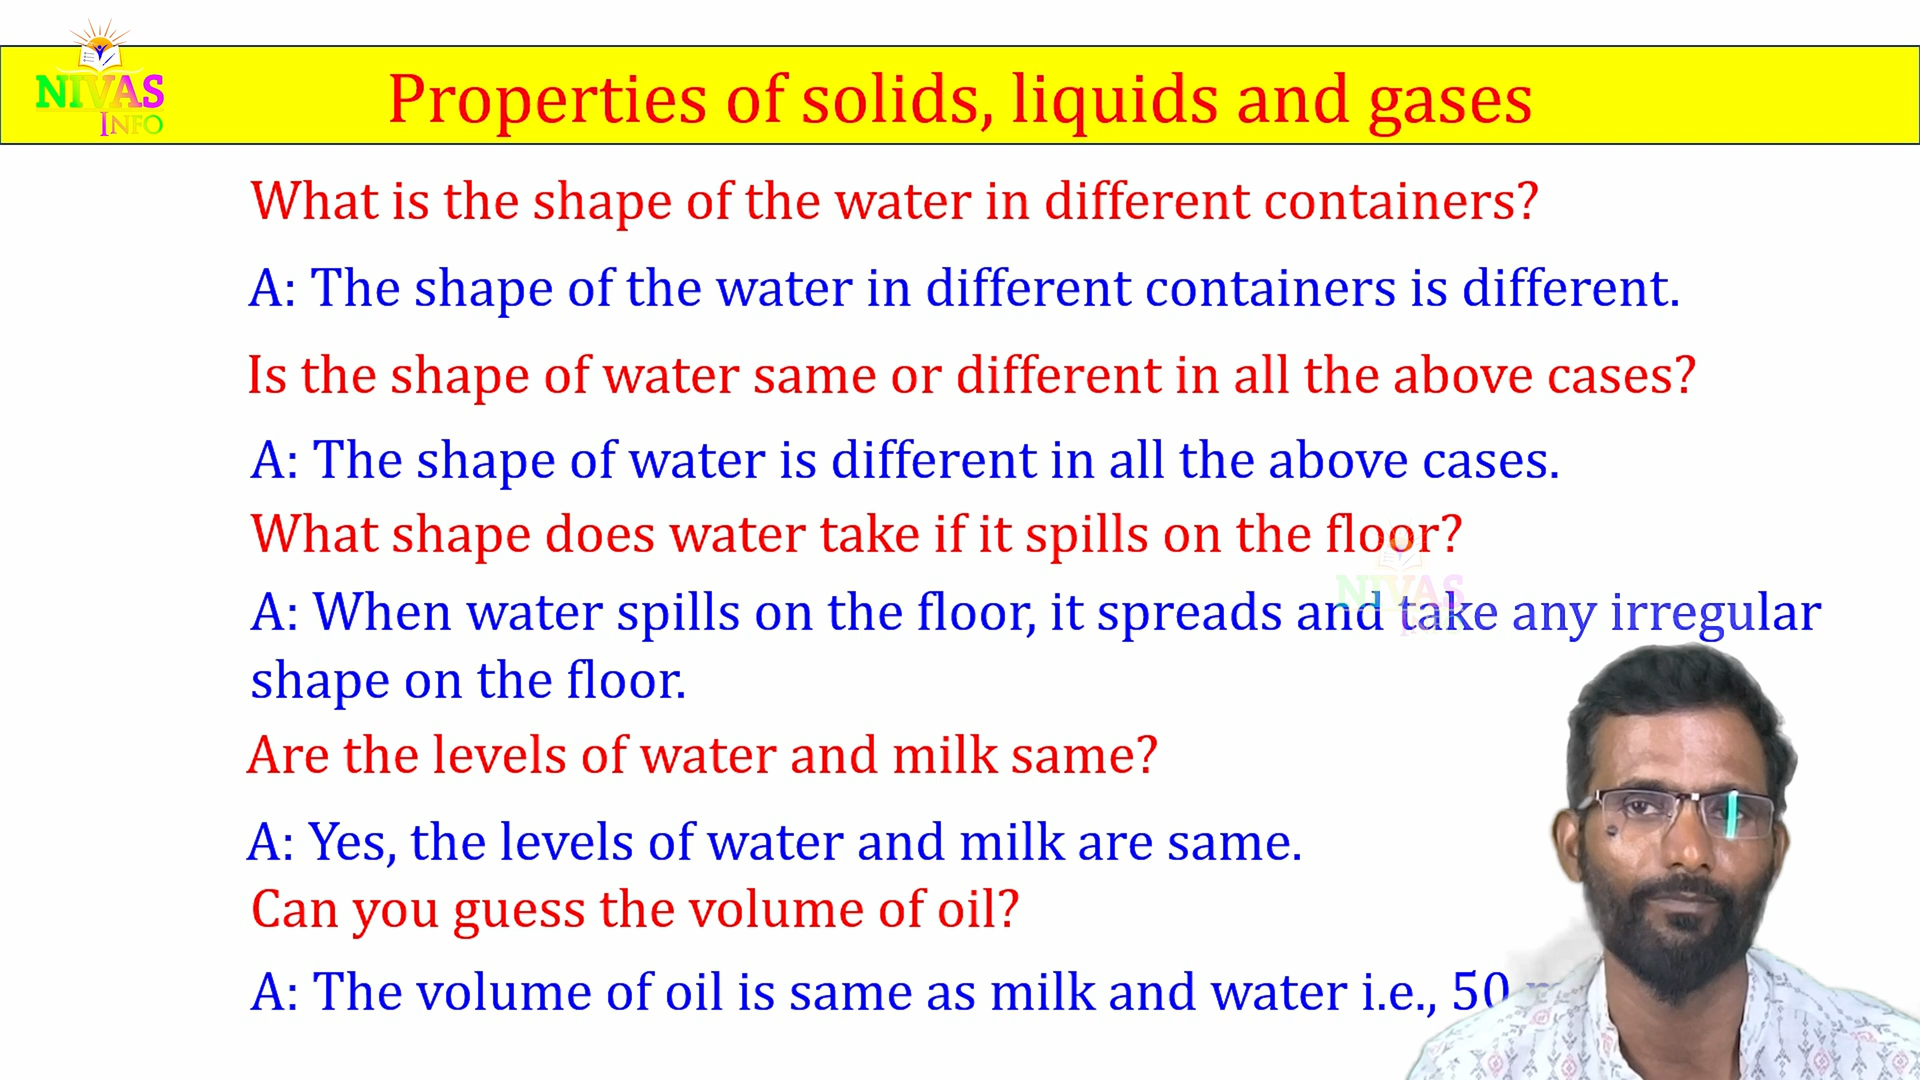 NIVAS
INFO
Properties of solids, liquids and gases
What is the shape of the water in different containers?
A: The shape of the water in different containers is different.
Is the shape of water same or different in all the above cases?
A: The shape of water is different in all the above cases.
What shape does water take if it spills on the floor?
NIVAS
A: When water spills on the floor, it spreads and take any irregular
shape on the floor.
Are the levels of water and milk same?
A: Yes, the levels of water and milk are same.
Can you guess the volume of oil?
A: The volume of oil is same as milk and water i.e., 50